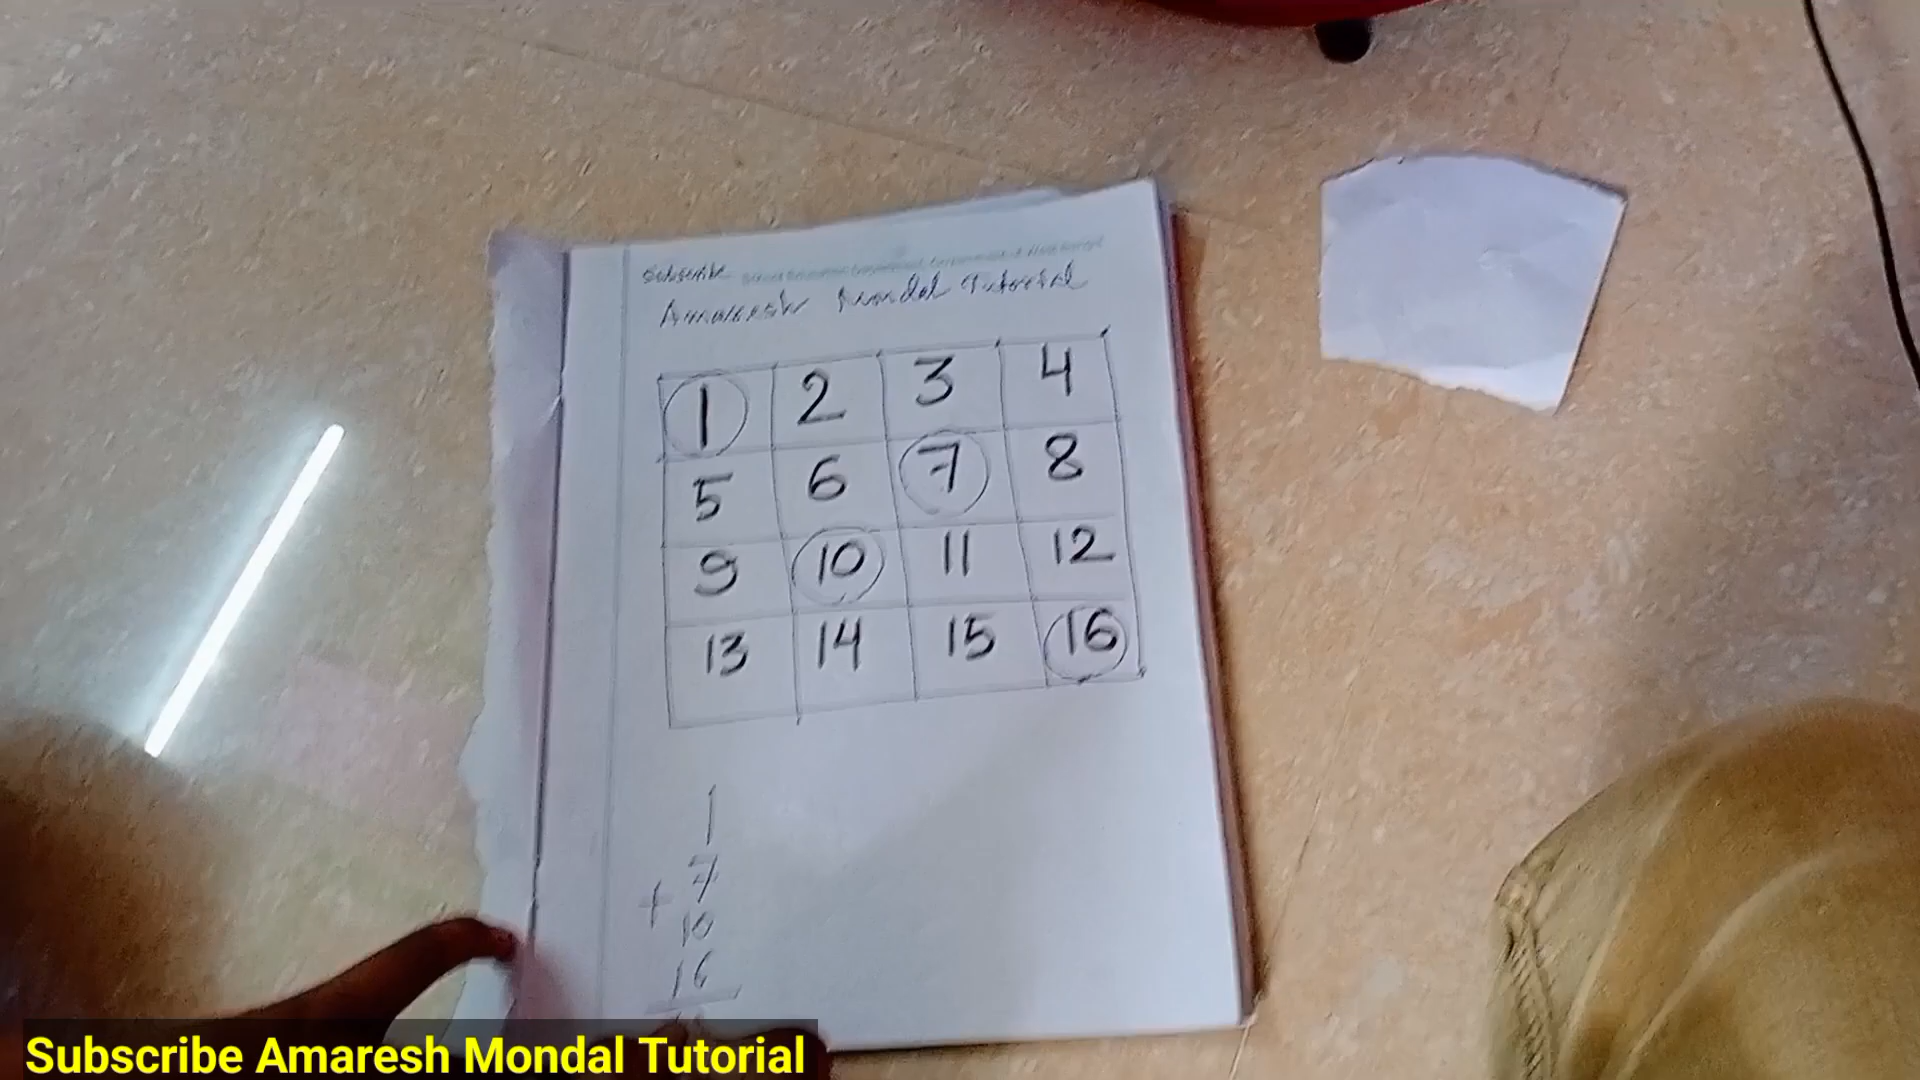 Subscribe
Amaresh Mondal Tutorial
1 2 3 4
5 6 7 8
9 10 11 12
13 14 15 16
1
7
+
10
16
Subscribe Amaresh Mondal Tutorial